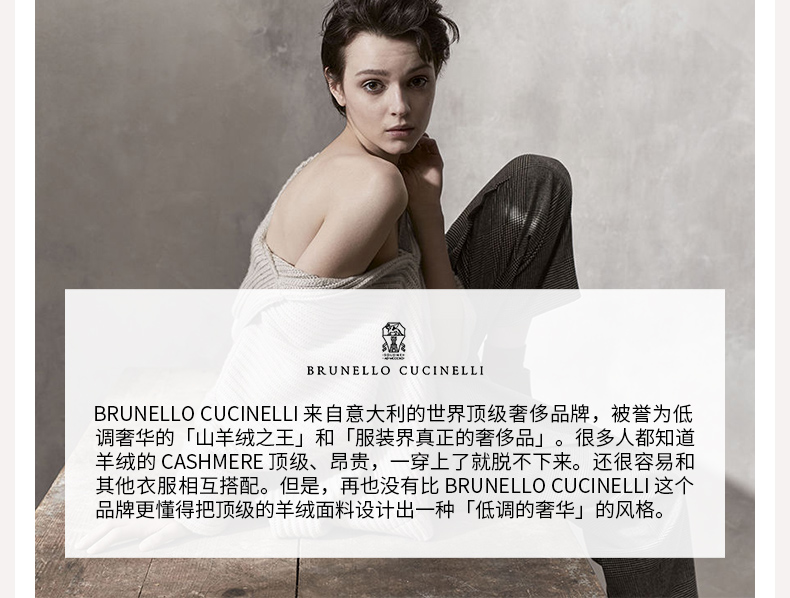 BRUNELLO CUCINELLI
BRUNELLO CUCINELLI 来自意大利的世界顶级奢侈品牌，被誉为低
调奢华的「山羊绒之王」和「服装界真正的奢侈品」。很多人都知道
羊绒的 CASHMERE 顶级、昂贵，一穿上了就脱不下来。还很容易和
其他衣服相互搭配。但是，再也没有比 BRUNELLO CUCINELLI 这个
品牌更懂得把顶级的羊绒面料设计出一种「低调的奢华」的风格。